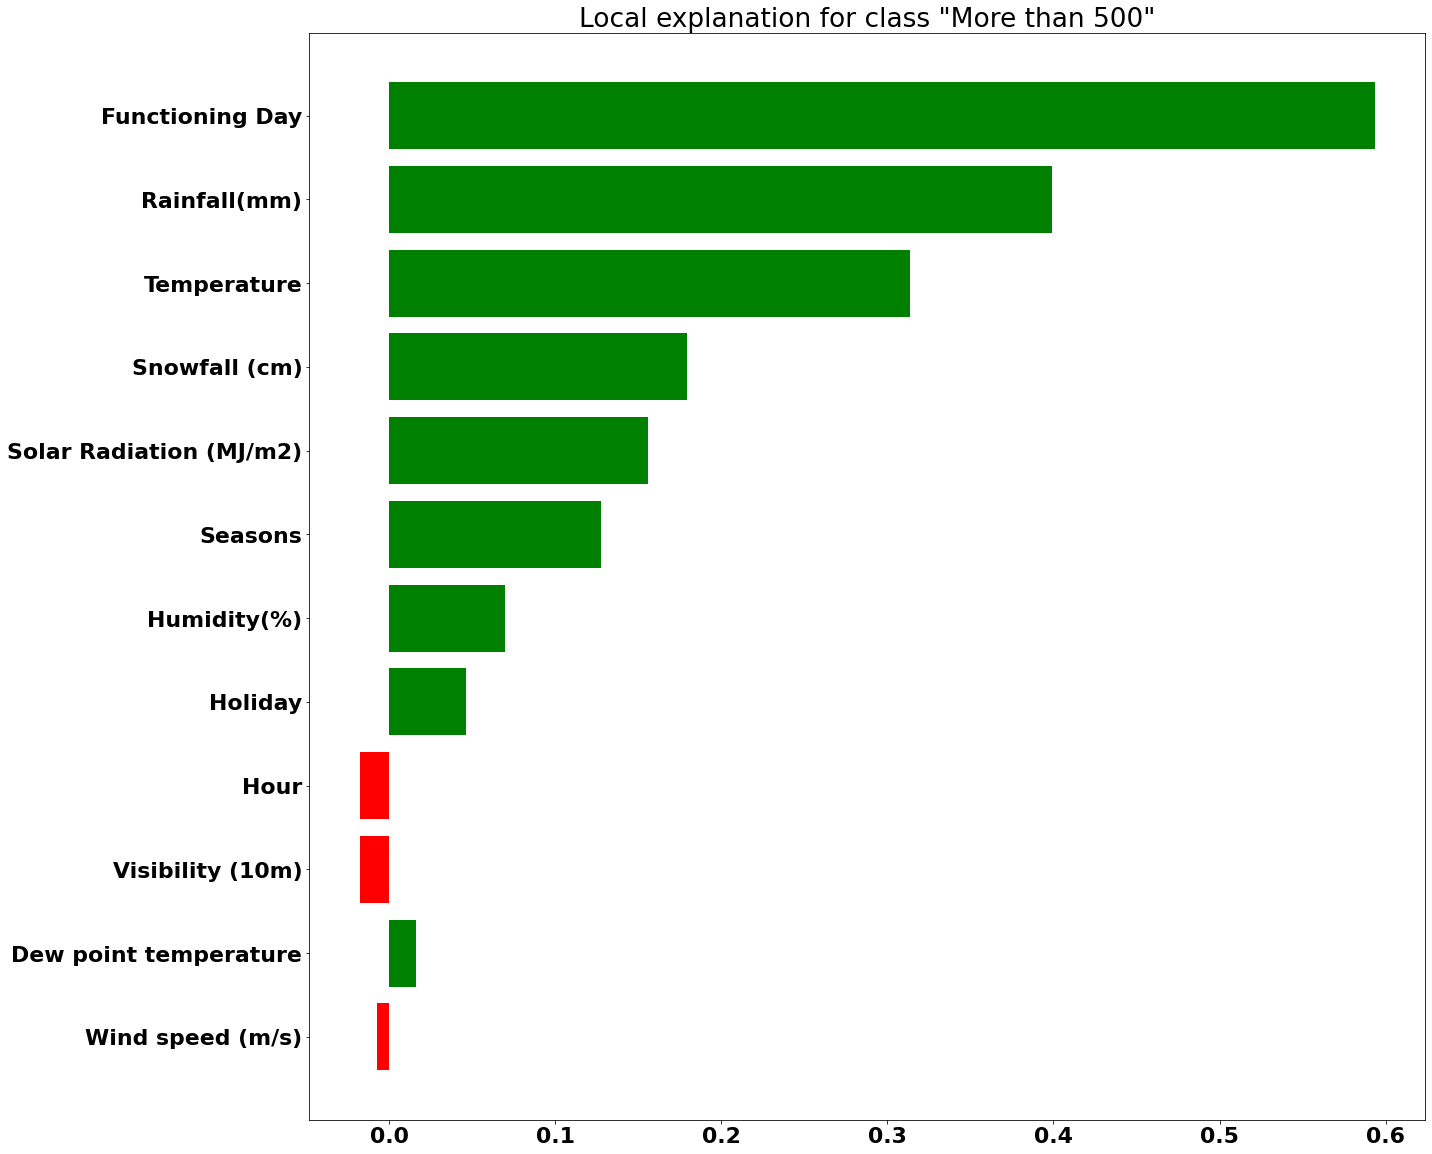 Local explanation for class "More than 500"
Functioning Day
Rainfall(mm)
Temperature
Snowfall (cm)
Solar Radiation (MJ/m2)
Seasons
Humidity(%)
Holiday
Hour
Visibility (10m)
Dew point temperature
Wind speed (m/s)
0.0 0.1 0.2 0.3 0.4 0.5 0.6